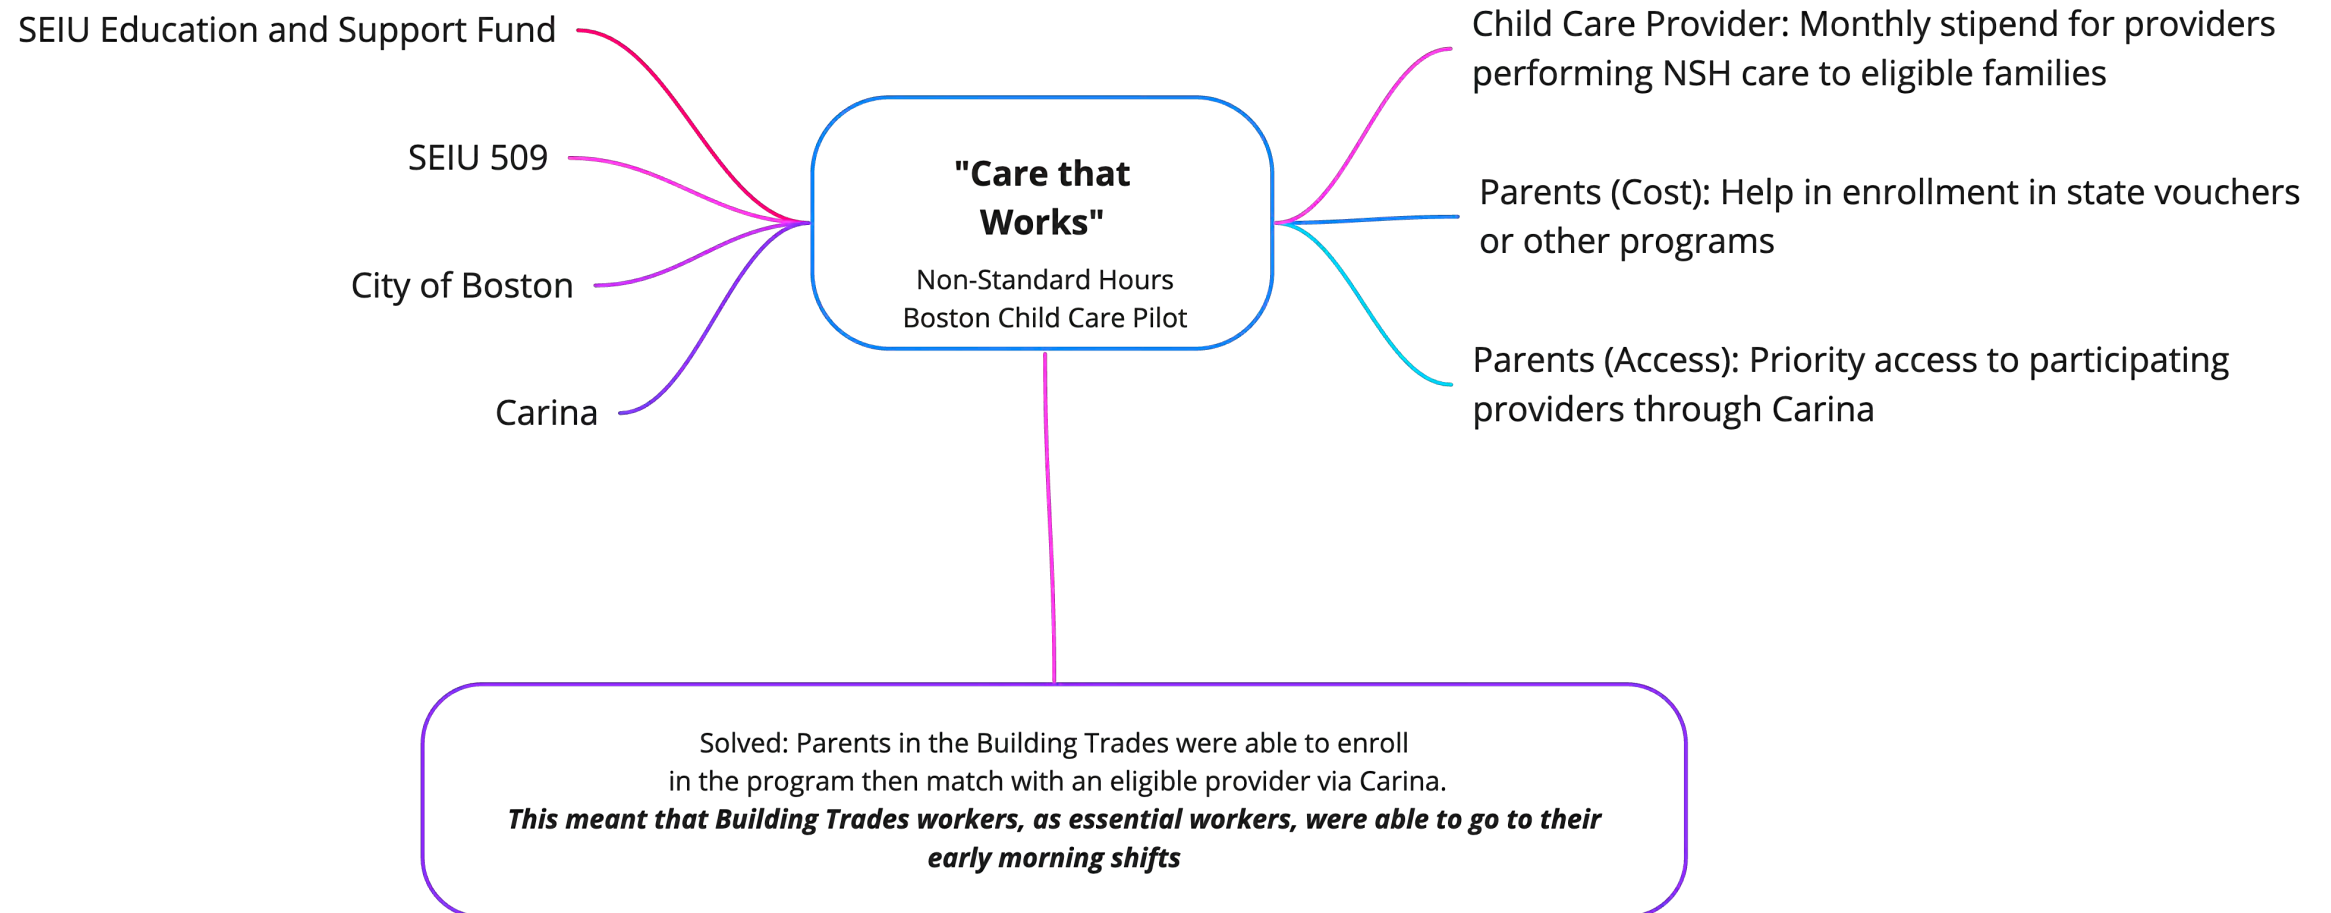 SEIU Education and Support Fund
SEIU 509
City of Boston
Carina
"Care that
Works"
Non-Standard Hours
Boston Child Care Pilot
Child Care Provider: Monthly stipend for providers
performing NSH care to eligible families
Parents (Cost): Help in enrollment in state vouchers
or other programs
Parents (Access): Priority access to participating
providers through Carina
Solved: Parents in the Building Trades were able to enroll
in the program then match with an eligible provider via Carina.
This meant that Building Trades workers, as essential workers, were able to go to their
early morning shifts